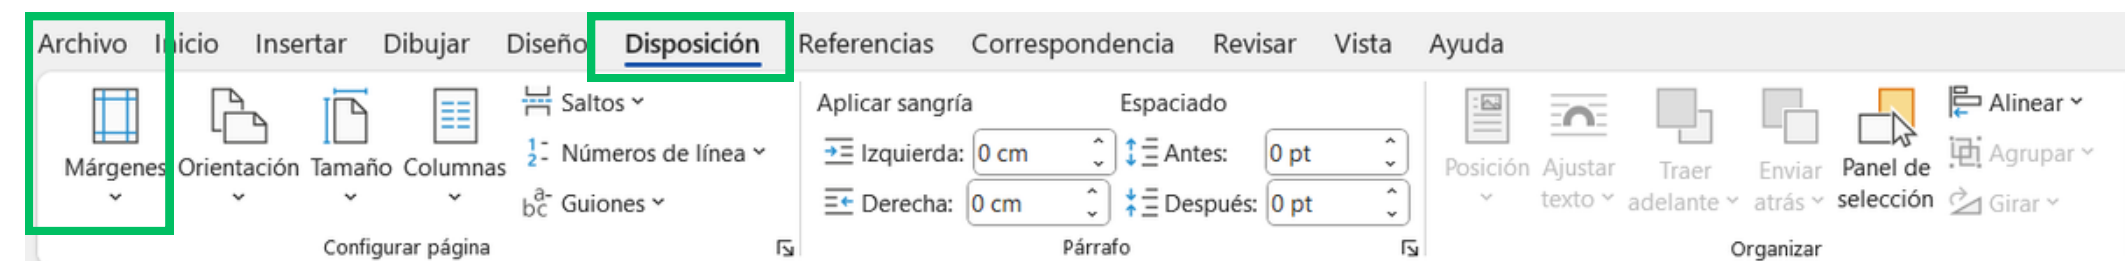 Archivo Inicio Insertar Dibujar Diseño Disposición Referencias Correspondencia Revisar Vista Ayuda
Márgenes
Orientación
Tamaño
Columnas
Saltos
Números de línea
Guiones
Configurar página
Aplicar sangría
Izquierda: 0 cm
Derecha: 0 cm
Espaciado
Antes: 0 pt
Después: 0 pt
Párrafo
Posición
Ajustar
texto
Traer
adelante
Enviar
atrás
Panel de
selección
Alinear
Agrupar
Girar
Organizar